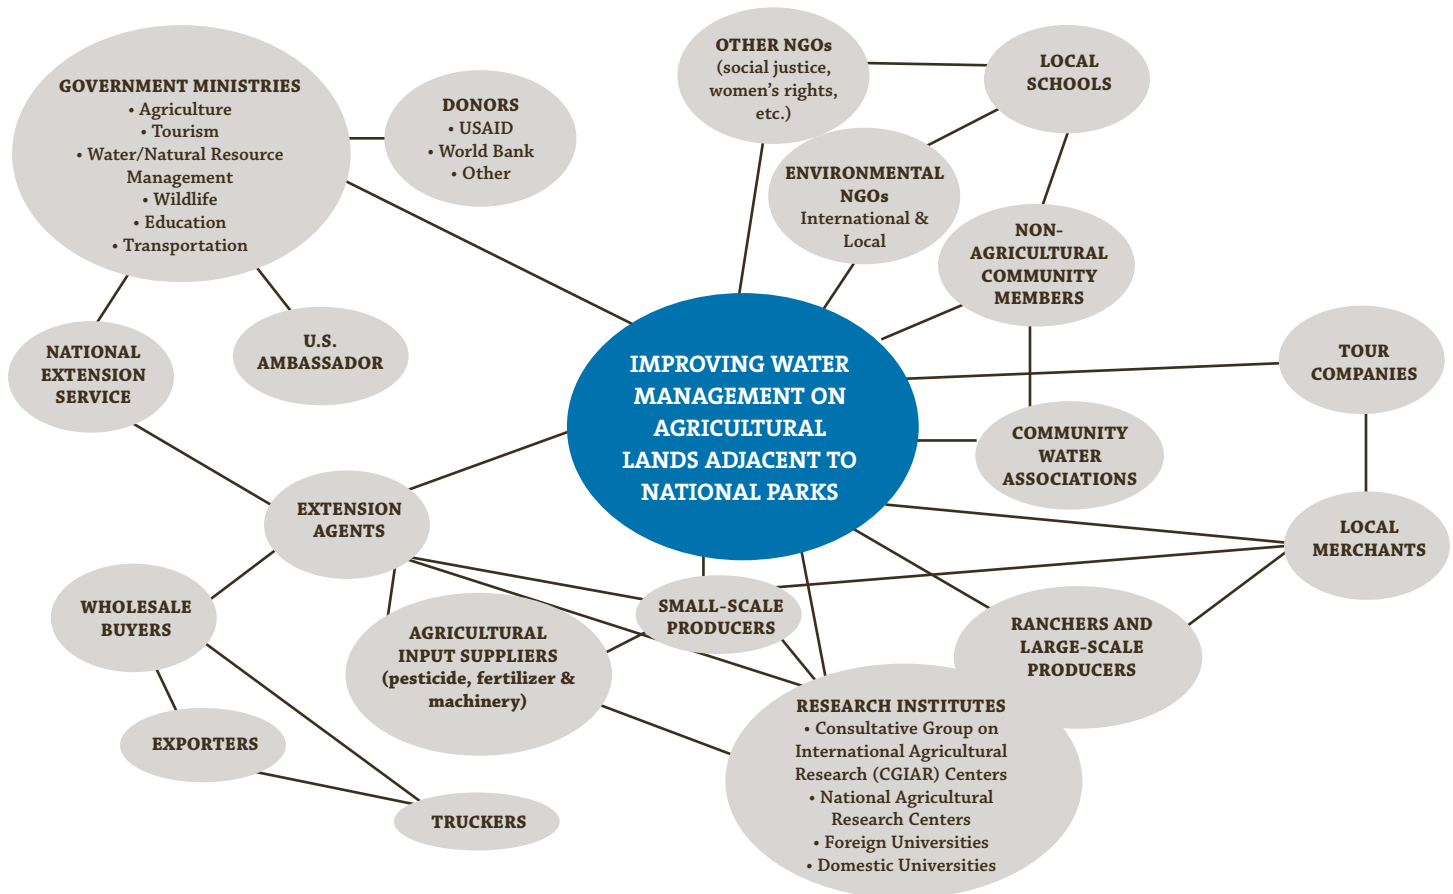 GOVERNMENT MINISTRIES
• Agriculture
• Tourism
• Water/Natural Resource
Management
• Wildlife
• Education
• Transportation
DONORS
• USAID
• World Bank
• Other
OTHER NGOs
(social justice,
women's rights,
etc.)
LOCAL
SCHOOLS
ENVIRONMENTAL
NGOs
International &
Local
NON-
AGRICULTURAL
COMMUNITY
MEMBERS
NATIONAL
EXTENSION
SERVICE
U.S.
AMBASSADOR
IMPROVING WATER
MANAGEMENT ON
AGRICULTURAL
LANDS ADJACENT TO
NATIONAL PARKS
TOUR
COMPANIES
COMMUNITY
WATER
ASSOCIATIONS
EXTENSION
AGENTS
LOCAL
MERCHANTS
WHOLESALE
BUYERS
AGRICULTURAL
INPUT SUPPLIERS
(pesticide, fertilizer &
machinery)
SMALL-SCALE
PRODUCERS
RANCHERS AND
LARGE-SCALE
PRODUCERS
EXPORTERS
TRUCKERS
RESEARCH INSTITUTES
• Consultative Group on
International Agricultural
Research (CGIAR) Centers
• National Agricultural
Research Centers
• Foreign Universities
• Domestic Universities